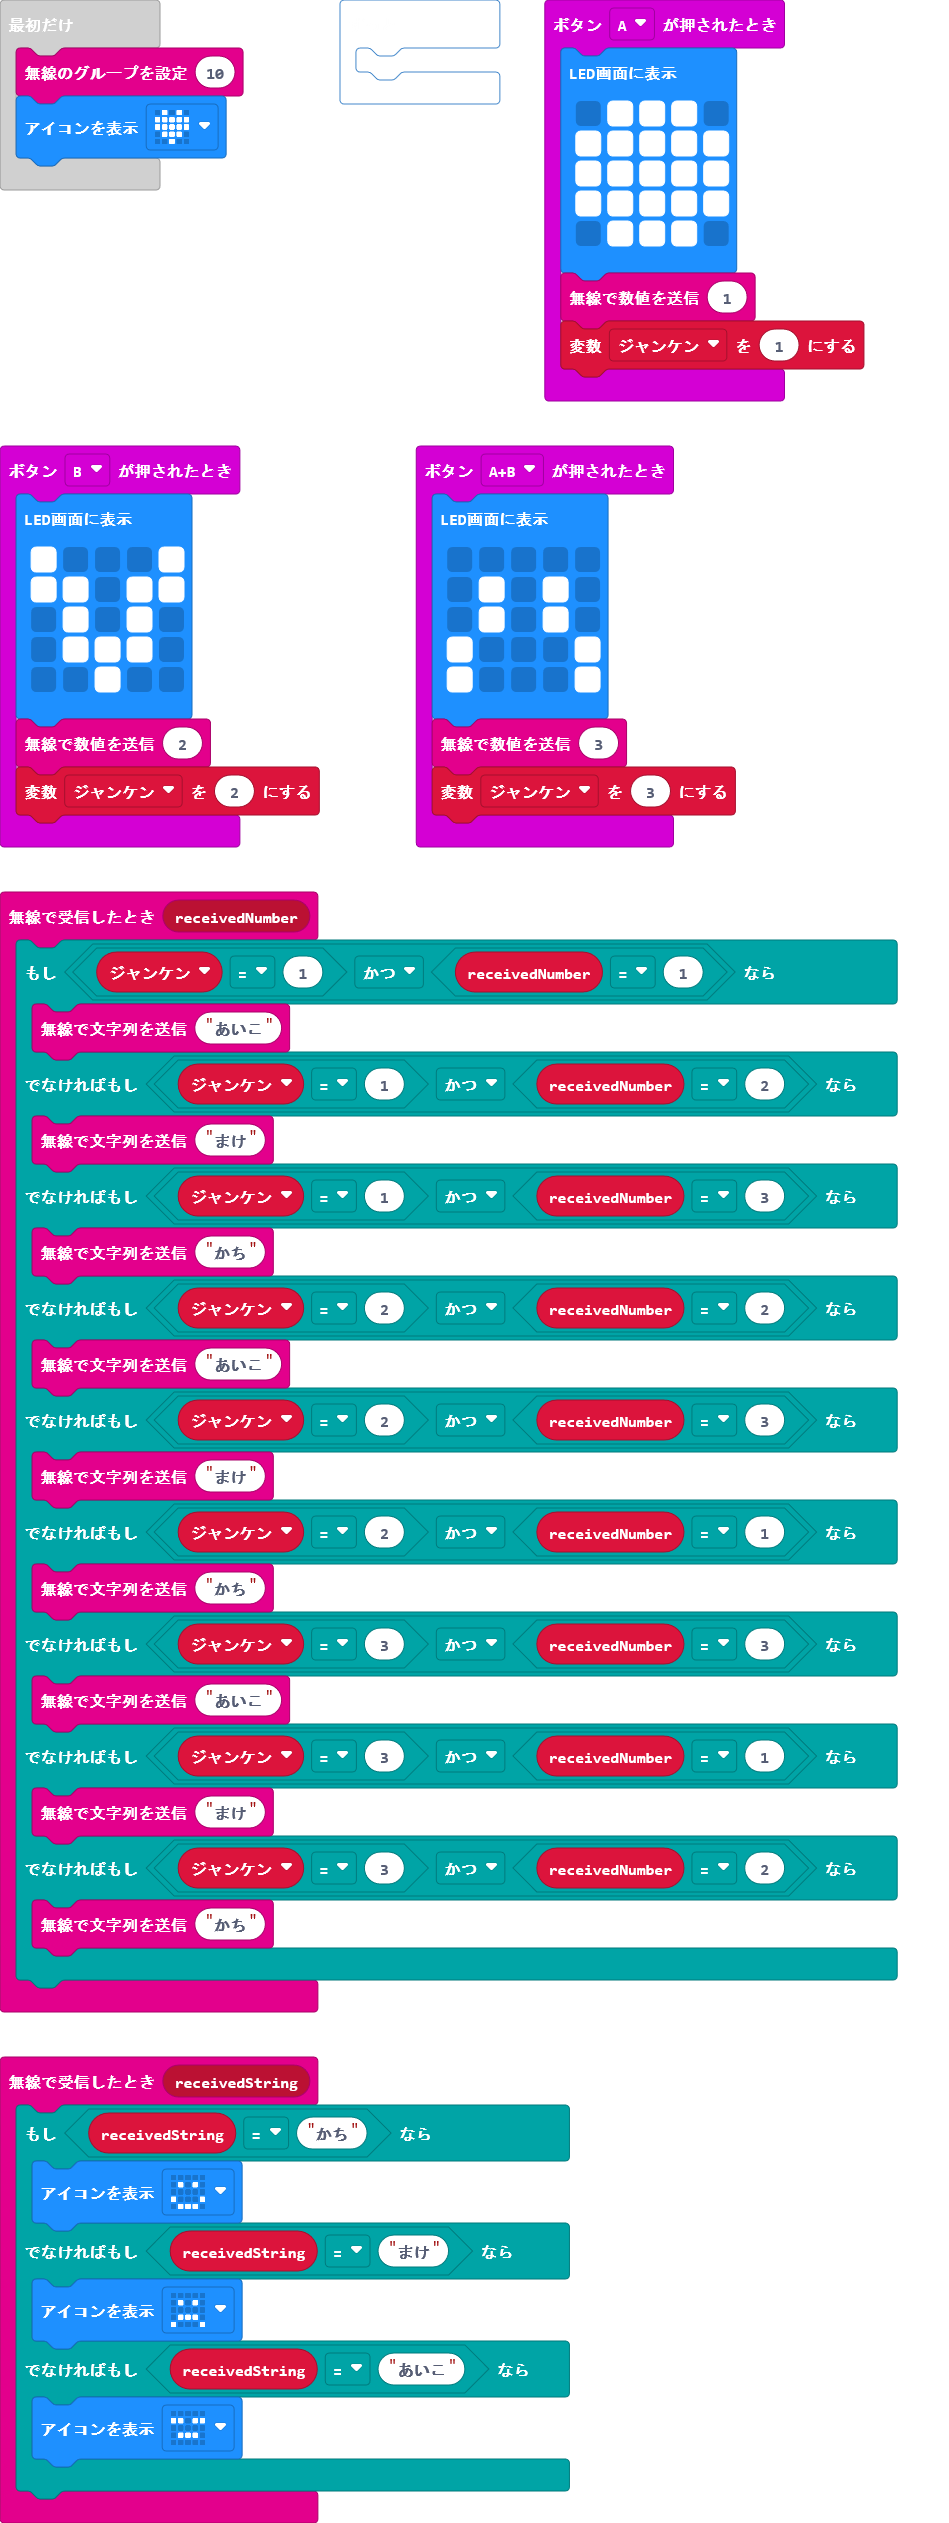 最初だけ
無線のグループを設定 10
アイコンを表示
ボタン A が押されたとき
LED画面に表示
無線で数値を送信 1
変数 ジャンケン を 1 にする
ボタン B が押されたとき
LED画面に表示
無線で数値を送信 2
変数 ジャンケン を 2 にする
ボタン A+B が押されたとき
LED画面に表示
無線で数値を送信 3
変数 ジャンケン を 3 にする
無線で受信したとき receivedNumber
もし ジャンケン = 1 かつ receivedNumber = 1 なら
無線で文字列を送信 "あいこ"
でなければもし ジャンケン = 1 かつ receivedNumber = 2 なら
無線で文字列を送信 "まけ"
でなければもし ジャンケン = 1 かつ receivedNumber = 3 なら
無線で文字列を送信 "かち"
でなければもし ジャンケン = 2 かつ receivedNumber = 2 なら
無線で文字列を送信 "あいこ"
でなければもし ジャンケン = 2 かつ receivedNumber = 3 なら
無線で文字列を送信 "まけ"
でなければもし ジャンケン = 2 かつ receivedNumber = 1 なら
無線で文字列を送信 "かち"
でなければもし ジャンケン = 3 かつ receivedNumber = 3 なら
無線で文字列を送信 "あいこ"
でなければもし ジャンケン = 3 かつ receivedNumber = 1 なら
無線で文字列を送信 "まけ"
でなければもし ジャンケン = 3 かつ receivedNumber = 2 なら
無線で文字列を送信 "かち"
無線で受信したとき receivedString
もし receivedString = "かち" なら
アイコンを表示
でなければもし receivedString = "まけ" なら
アイコンを表示
でなければもし receivedString = "あいこ" なら
アイコンを表示